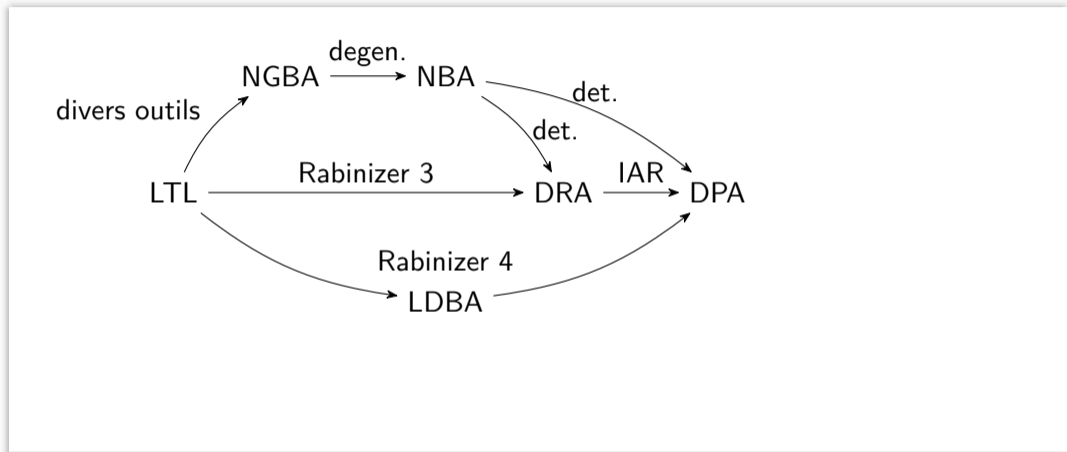 degen.
NGBA NBA
det.
divers outils
det.
Rabinizer 3 IAR
LTL DRA DPA
Rabinizer 4
LDBA